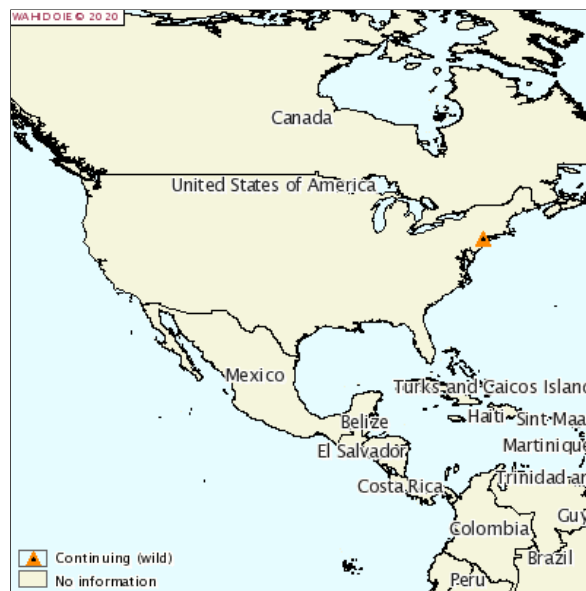 WAHID OIE © 2020
Canada
United States of America
Mexico
Turks and Caicos Islan
Belize
Haiti
Sint Maa
El Salvador
Martinique
Costa Rica
Trinidad an
Colombia
Guy
Brazil
Peru
Continuing (wild)
No information